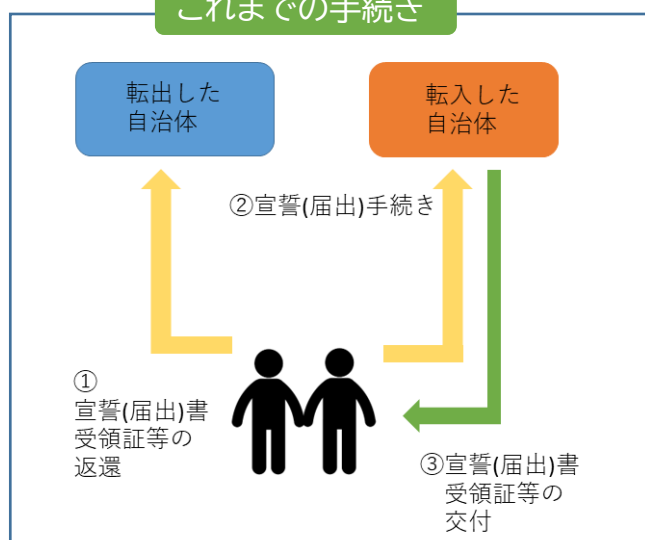 これまでの手続き
転出した
自治体
転入した
自治体
②宣誓(届出)手続き
①
宣誓(届出)書
受領証等の
返還
③宣誓(届出)書
受領証等の
交付